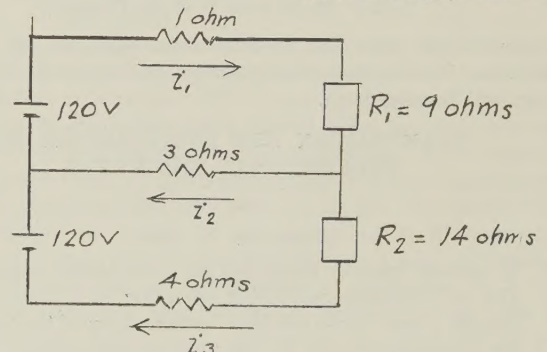 1 ohm
i₁
120V
R₁ = 9 ohms
3 ohms
i₂
120V
R₂ = 14 ohms
4 ohms
i₃